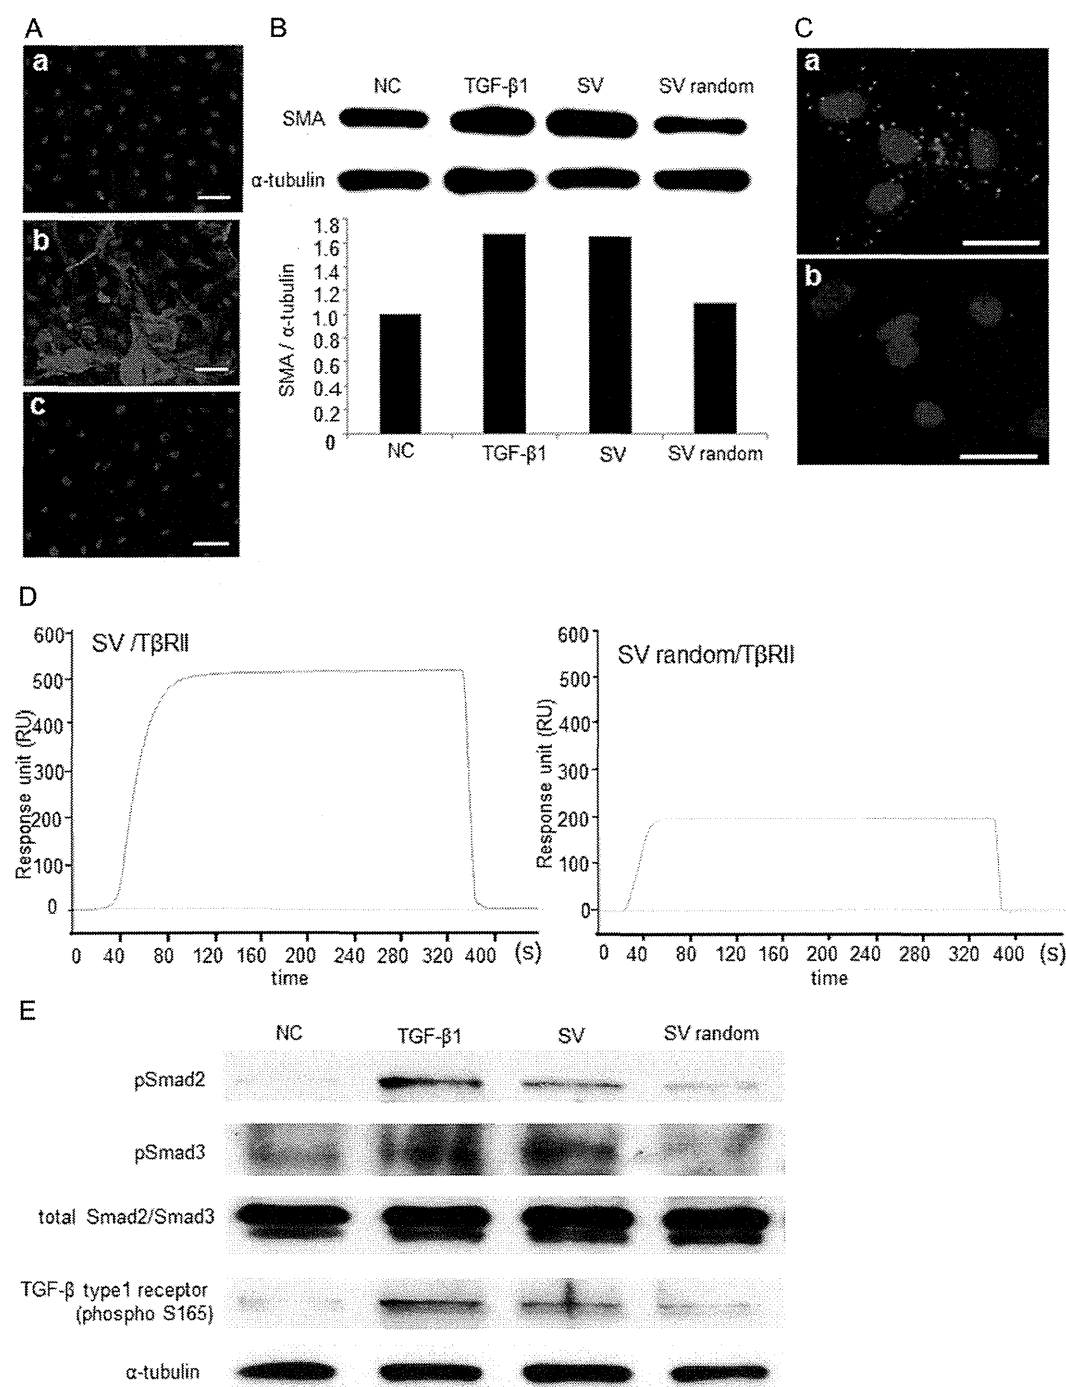 A
a
b
c
B
NC TGF-β1 SV SV random
SMA
α-tubulin
SMA / α-tubulin
1.8
1.6
1.4
1.2
1.0
0.8
0.6
0.4
0.2
0
NC TGF-β1 SV SV random
C
a
b
D
SV /TβRII
Response unit (RU)
600
500
400
300
200
100
0
0 40 80 120 160 200 240 280 320 400 (S)
time
SV random/TβRII
Response unit (RU)
600
500
400
300
200
100
0
0 40 80 120 160 200 240 280 320 400 (S)
time
E
NC TGF-β1 SV SV random
pSmad2
pSmad3
total Smad2/Smad3
TGF-β type1 receptor
(phospho S165)
α-tubulin